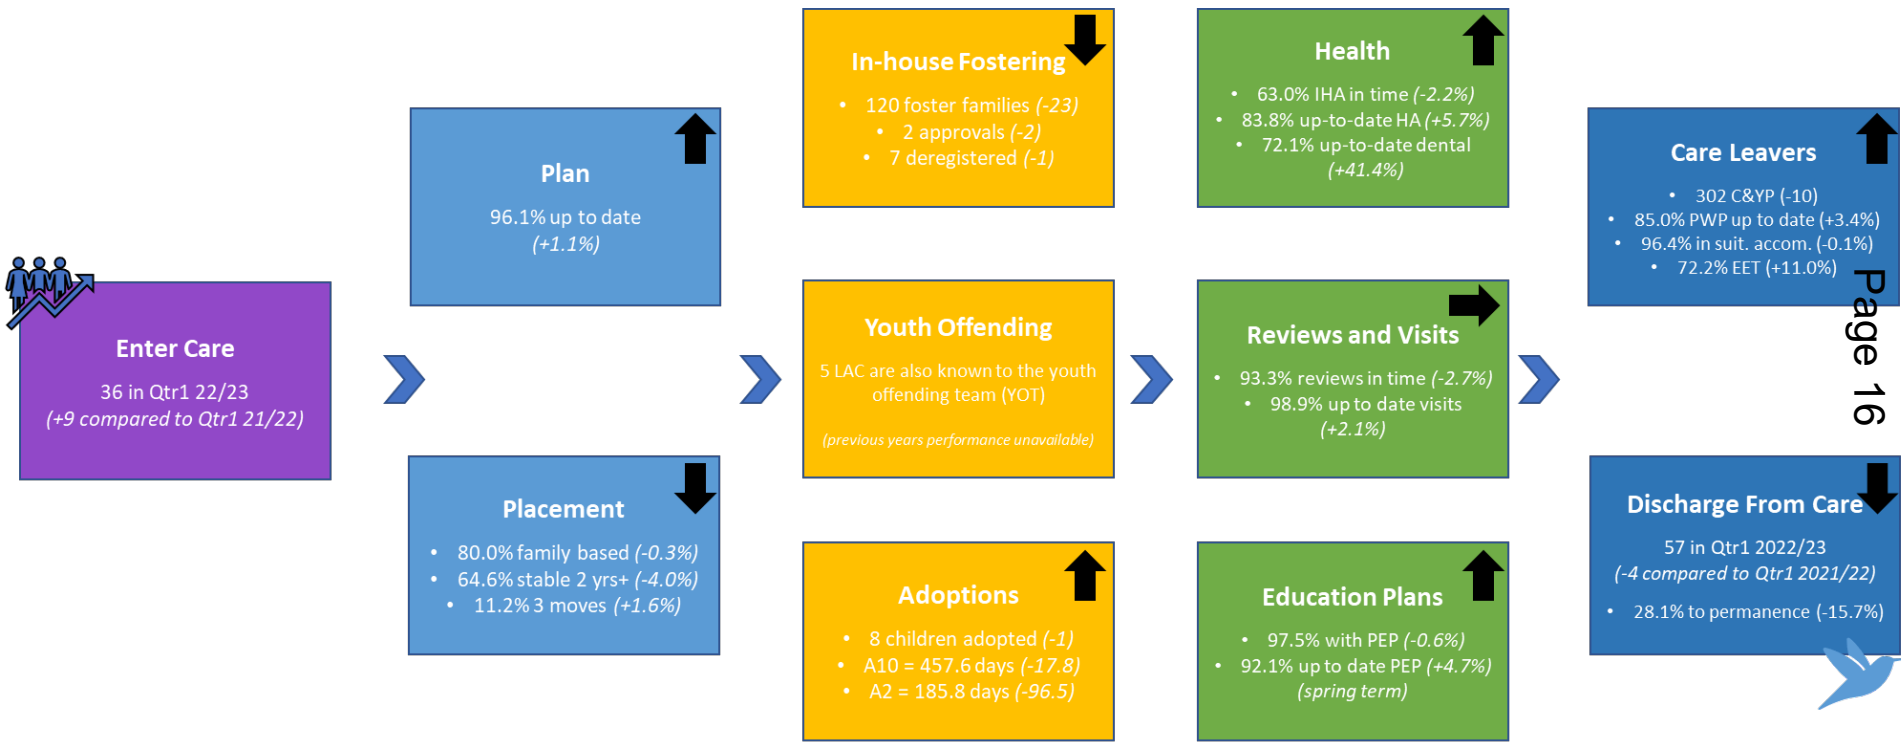 Enter Care
36 in Qtr1 22/23
(+9 compared to Qtr1 21/22)
Plan
96.1% up to date
(+1.1%)
Placement
• 80.0% family based (-0.3%)
• 64.6% stable 2 yrs+ (-4.0%)
• 11.2% 3 moves (+1.6%)
In-house Fostering
• 120 foster families (-23)
• 2 approvals (-2)
• 7 deregistered (-1)
Youth Offending
5 LAC are also known to the youth
offending team (YOT)
(previous years performance unavailable)
Adoptions
• 8 children adopted (-1)
• A10 = 457.6 days (-17.8)
• A2 = 185.8 days (-96.5)
Health
• 63.0% IHA in time (-2.2%)
• 83.8% up-to-date HA (+5.7%)
• 72.1% up-to-date dental
(+41.4%)
Reviews and Visits
• 93.3% reviews in time (-2.7%)
• 98.9% up to date visits
(+2.1%)
Education Plans
• 97.5% with PEP (-0.6%)
• 92.1% up to date PEP (+4.7%)
(spring term)
Care Leavers
• 302 C&YP (-10)
• 85.0% PWP up to date (+3.4%)
• 96.4% in suit. accom. (-0.1%)
• 72.2% EET (+11.0%)
Discharge From Care
57 in Qtr1 2022/23
(-4 compared to Qtr1 2021/22)
• 28.1% to permanence (-15.7%)
Page 16